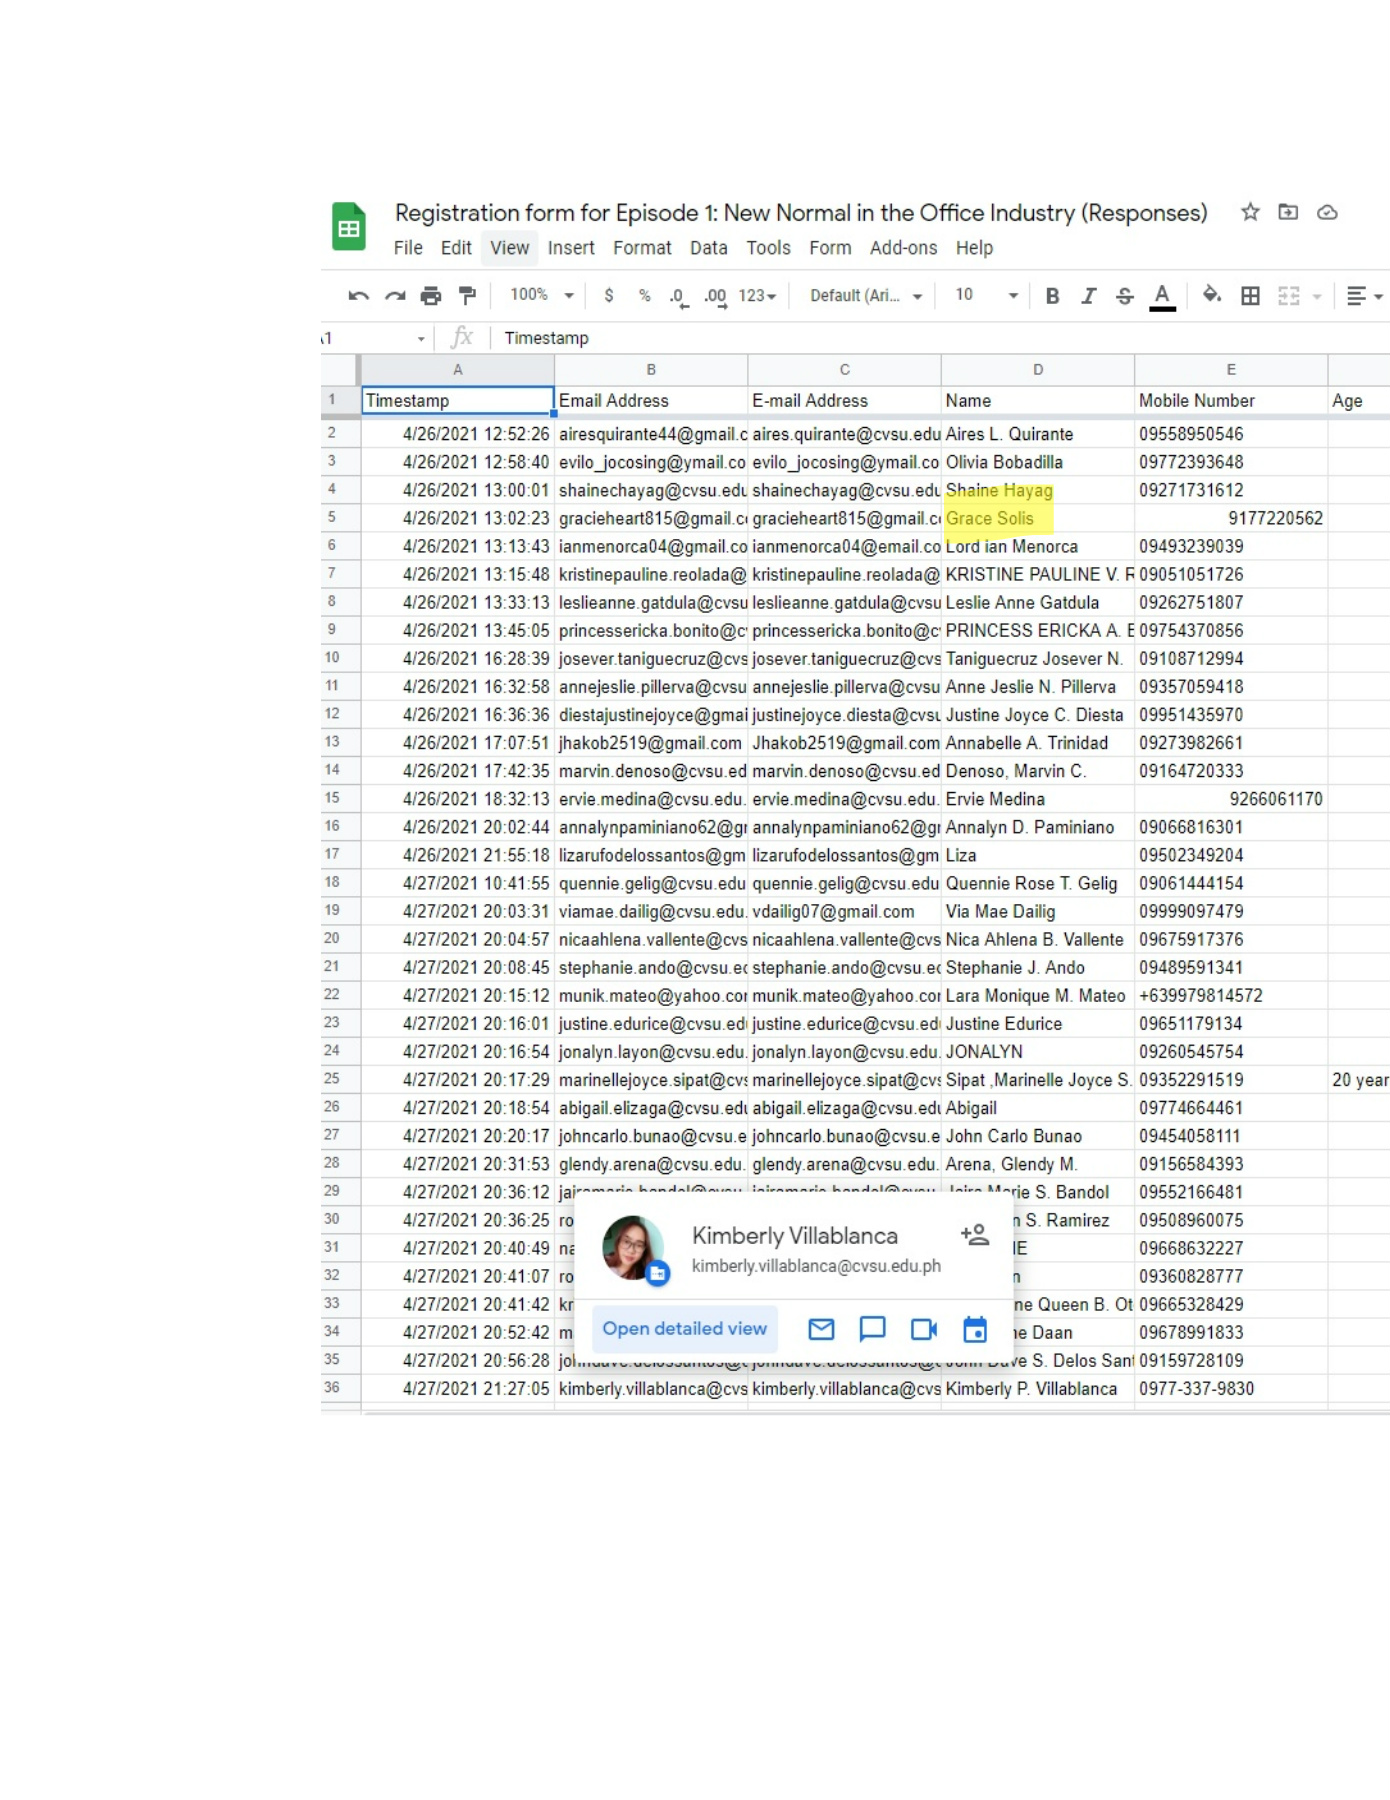 Registration form for Episode 1: New Normal in the Office Industry (Responses)
File Edit View Insert Format Data Tools Form Add-ons Help
100% $ % .0 .00 123 Default (Ari... 10 B I S A
1 fx Timestamp
A B C D E
1 Timestamp Email Address E-mail Address Name Mobile Number Age
2 4/26/2021 12:52:26 airesquirante44@gmail.c aires.quirante@cvsu.edu Aires L. Quirante 09558950546
3 4/26/2021 12:58:40 evilo_jocosing@ymail.co evilo_jocosing@ymail.co Olivia Bobadilla 09772393648
4 4/26/2021 13:00:01 shainechayag@cvsu.edu shainechayag@cvsu.edu Shaine Hayag 09271731612
5 4/26/2021 13:02:23 gracieheart815@gmail.c gracieheart815@gmail.c Grace Solis 9177220562
6 4/26/2021 13:13:43 ianmenorca04@gmail.co ianmenorca04@email.co Lord Ian Menorca 09493239039
7 4/26/2021 13:15:48 kristinepauline.reolada@ kristinepauline.reolada@ KRISTINE PAULINE V. R 09051051726
8 4/26/2021 13:33:13 leslieanne.gatdula@cvsu leslieanne.gatdula@cvsu Leslie Anne Gatdula 09262751807
9 4/26/2021 13:45:05 princessericka.bonito@c princessericka.bonito@c PRINCESS ERICKA A. B 09754370856
10 4/26/2021 16:28:39 josever.taniguecruz@cvs josever.taniguecruz@cvs Taniguecruz Josever N. 09108712994
11 4/26/2021 16:32:58 annejeslie.pillerva@cvsu annejeslie.pillerva@cvsu Anne Jeslie N. Pillerva 09357059418
12 4/26/2021 16:36:36 diestajustinejoyce@gmai justinejoyce.diesta@cvsu Justine Joyce C. Diesta 09951435970
13 4/26/2021 17:07:51 jhakob2519@gmail.com Jhakob2519@gmail.com Annabelle A. Trinidad 09273982661
14 4/26/2021 17:42:35 marvin.denoso@cvsu.ed marvin.denoso@cvsu.ed Denoso, Marvin C. 09164720333
15 4/26/2021 18:32:13 ervie.medina@cvsu.edu. ervie.medina@cvsu.edu. Ervie Medina 9266061170
16 4/26/2021 20:02:44 annalynpaminiano62@g annalynpaminiano62@g Annalyn D. Paminiano 09066816301
17 4/26/2021 21:55:18 lizarufodelossantos@gm lizarufodelossantos@gm Liza 09502349204
18 4/27/2021 10:41:55 quennie.gelig@cvsu.edu quennie.gelig@cvsu.edu Quennie Rose T. Gelig 09061444154
19 4/27/2021 20:03:31 viamae.dailig@cvsu.edu. vdailig07@gmail.com Via Mae Dailig 09999097479
20 4/27/2021 20:04:57 nicaahlena.vallente@cvs nicaahlena.vallente@cvs Nica Ahlena B. Vallente 09675917376
21 4/27/2021 20:08:45 stephanie.ando@cvsu.ec stephanie.ando@cvsu.ec Stephanie J. Ando 09489591341
22 4/27/2021 20:15:12 munik.mateo@yahoo.co munik.mateo@yahoo.co Lara Monique M. Mateo +639979814572
23 4/27/2021 20:16:01 justine.edurice@cvsu.ed justine.edurice@cvsu.ed Justine Edurice 09651179134
24 4/27/2021 20:16:54 jonalyn.layon@cvsu.edu. jonalyn.layon@cvsu.edu. JONALYN 09260545754
25 4/27/2021 20:17:29 marinellejoyce.sipat@cvs marinellejoyce.sipat@cvs Sipat ,Marinelle Joyce S. 09352291519 20 year
26 4/27/2021 20:18:54 abigail.elizaga@cvsu.edu abigail.elizaga@cvsu.edu Abigail 09774664461
27 4/27/2021 20:20:17 johncarlo.bunao@cvsu.e johncarlo.bunao@cvsu.e John Carlo Bunao 09454058111
28 4/27/2021 20:31:53 glendy.arena@cvsu.edu. glendy.arena@cvsu.edu. Arena, Glendy M. 09156584393
29 4/27/2021 20:36:12 Marie S. Bandol 09552166481
30 4/27/2021 20:36:25 ro n S. Ramirez 09508960075
31 4/27/2021 20:40:49 na IE 09668632227
32 4/27/2021 20:41:07 ro n 09360828777
33 4/27/2021 20:41:42 kr ne Queen B. Ot 09665328429
34 4/27/2021 20:52:42 m ne Daan 09678991833
35 4/27/2021 20:56:28 johndave.delossantos@c johndave.delossantos@c John Dave S. Delos Sant 09159728109
36 4/27/2021 21:27:05 kimberly.villablanca@cvs kimberly.villablanca@cvs Kimberly P. Villablanca 0977-337-9830
Kimberly Villablanca
kimberly.villablanca@cvsu.edu.ph
Open detailed view